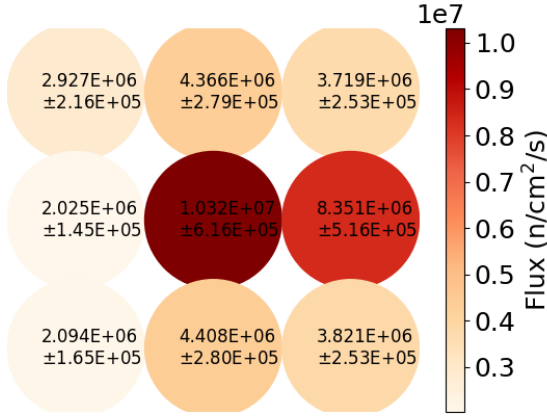 1e7
2.927E+06
±2.16E+05
4.366E+06
±2.79E+05
3.719E+06
±2.53E+05
2.025E+06
±1.45E+05
1.032E+07
±6.16E+05
8.351E+06
±5.16E+05
2.094E+06
±1.65E+05
4.408E+06
±2.80E+05
3.821E+06
±2.53E+05
1.0
0.9
0.8
0.7
0.6
0.5
0.4
0.3
Flux (n/cm²/s)